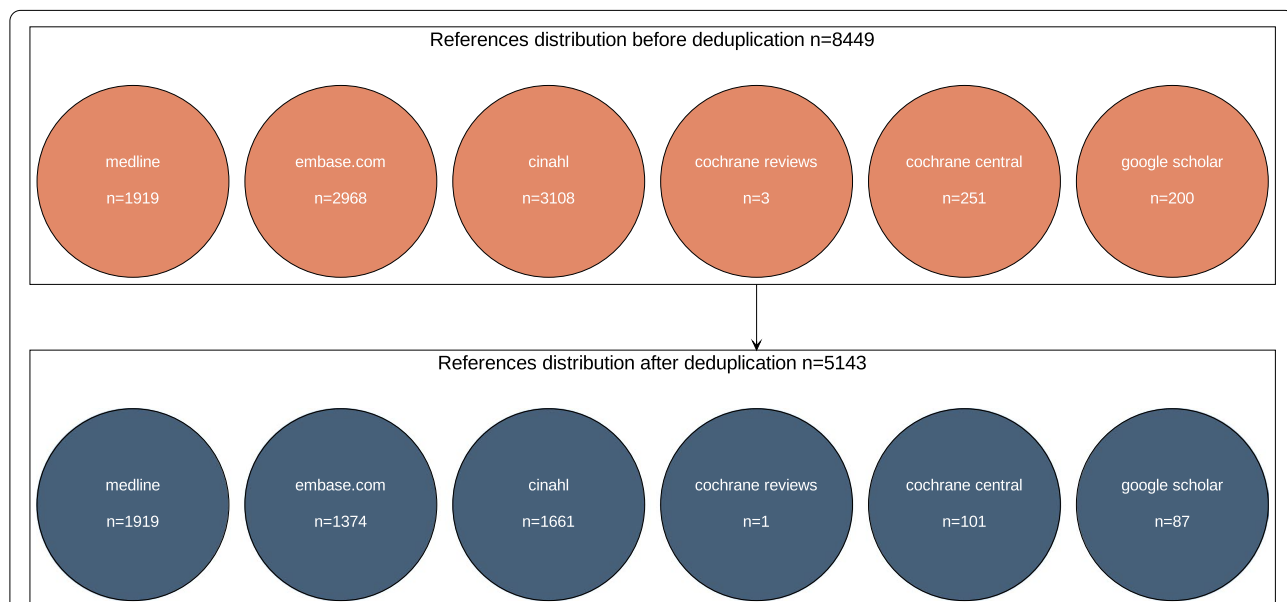 References distribution before deduplication n=8449
medline
n=1919
embase.com
n=2968
cinahl
n=3108
cochrane reviews
n=3
cochrane central
n=251
google scholar
n=200
References distribution after deduplication n=5143
medline
n=1919
embase.com
n=1374
cinahl
n=1661
cochrane reviews
n=1
cochrane central
n=101
google scholar
n=87